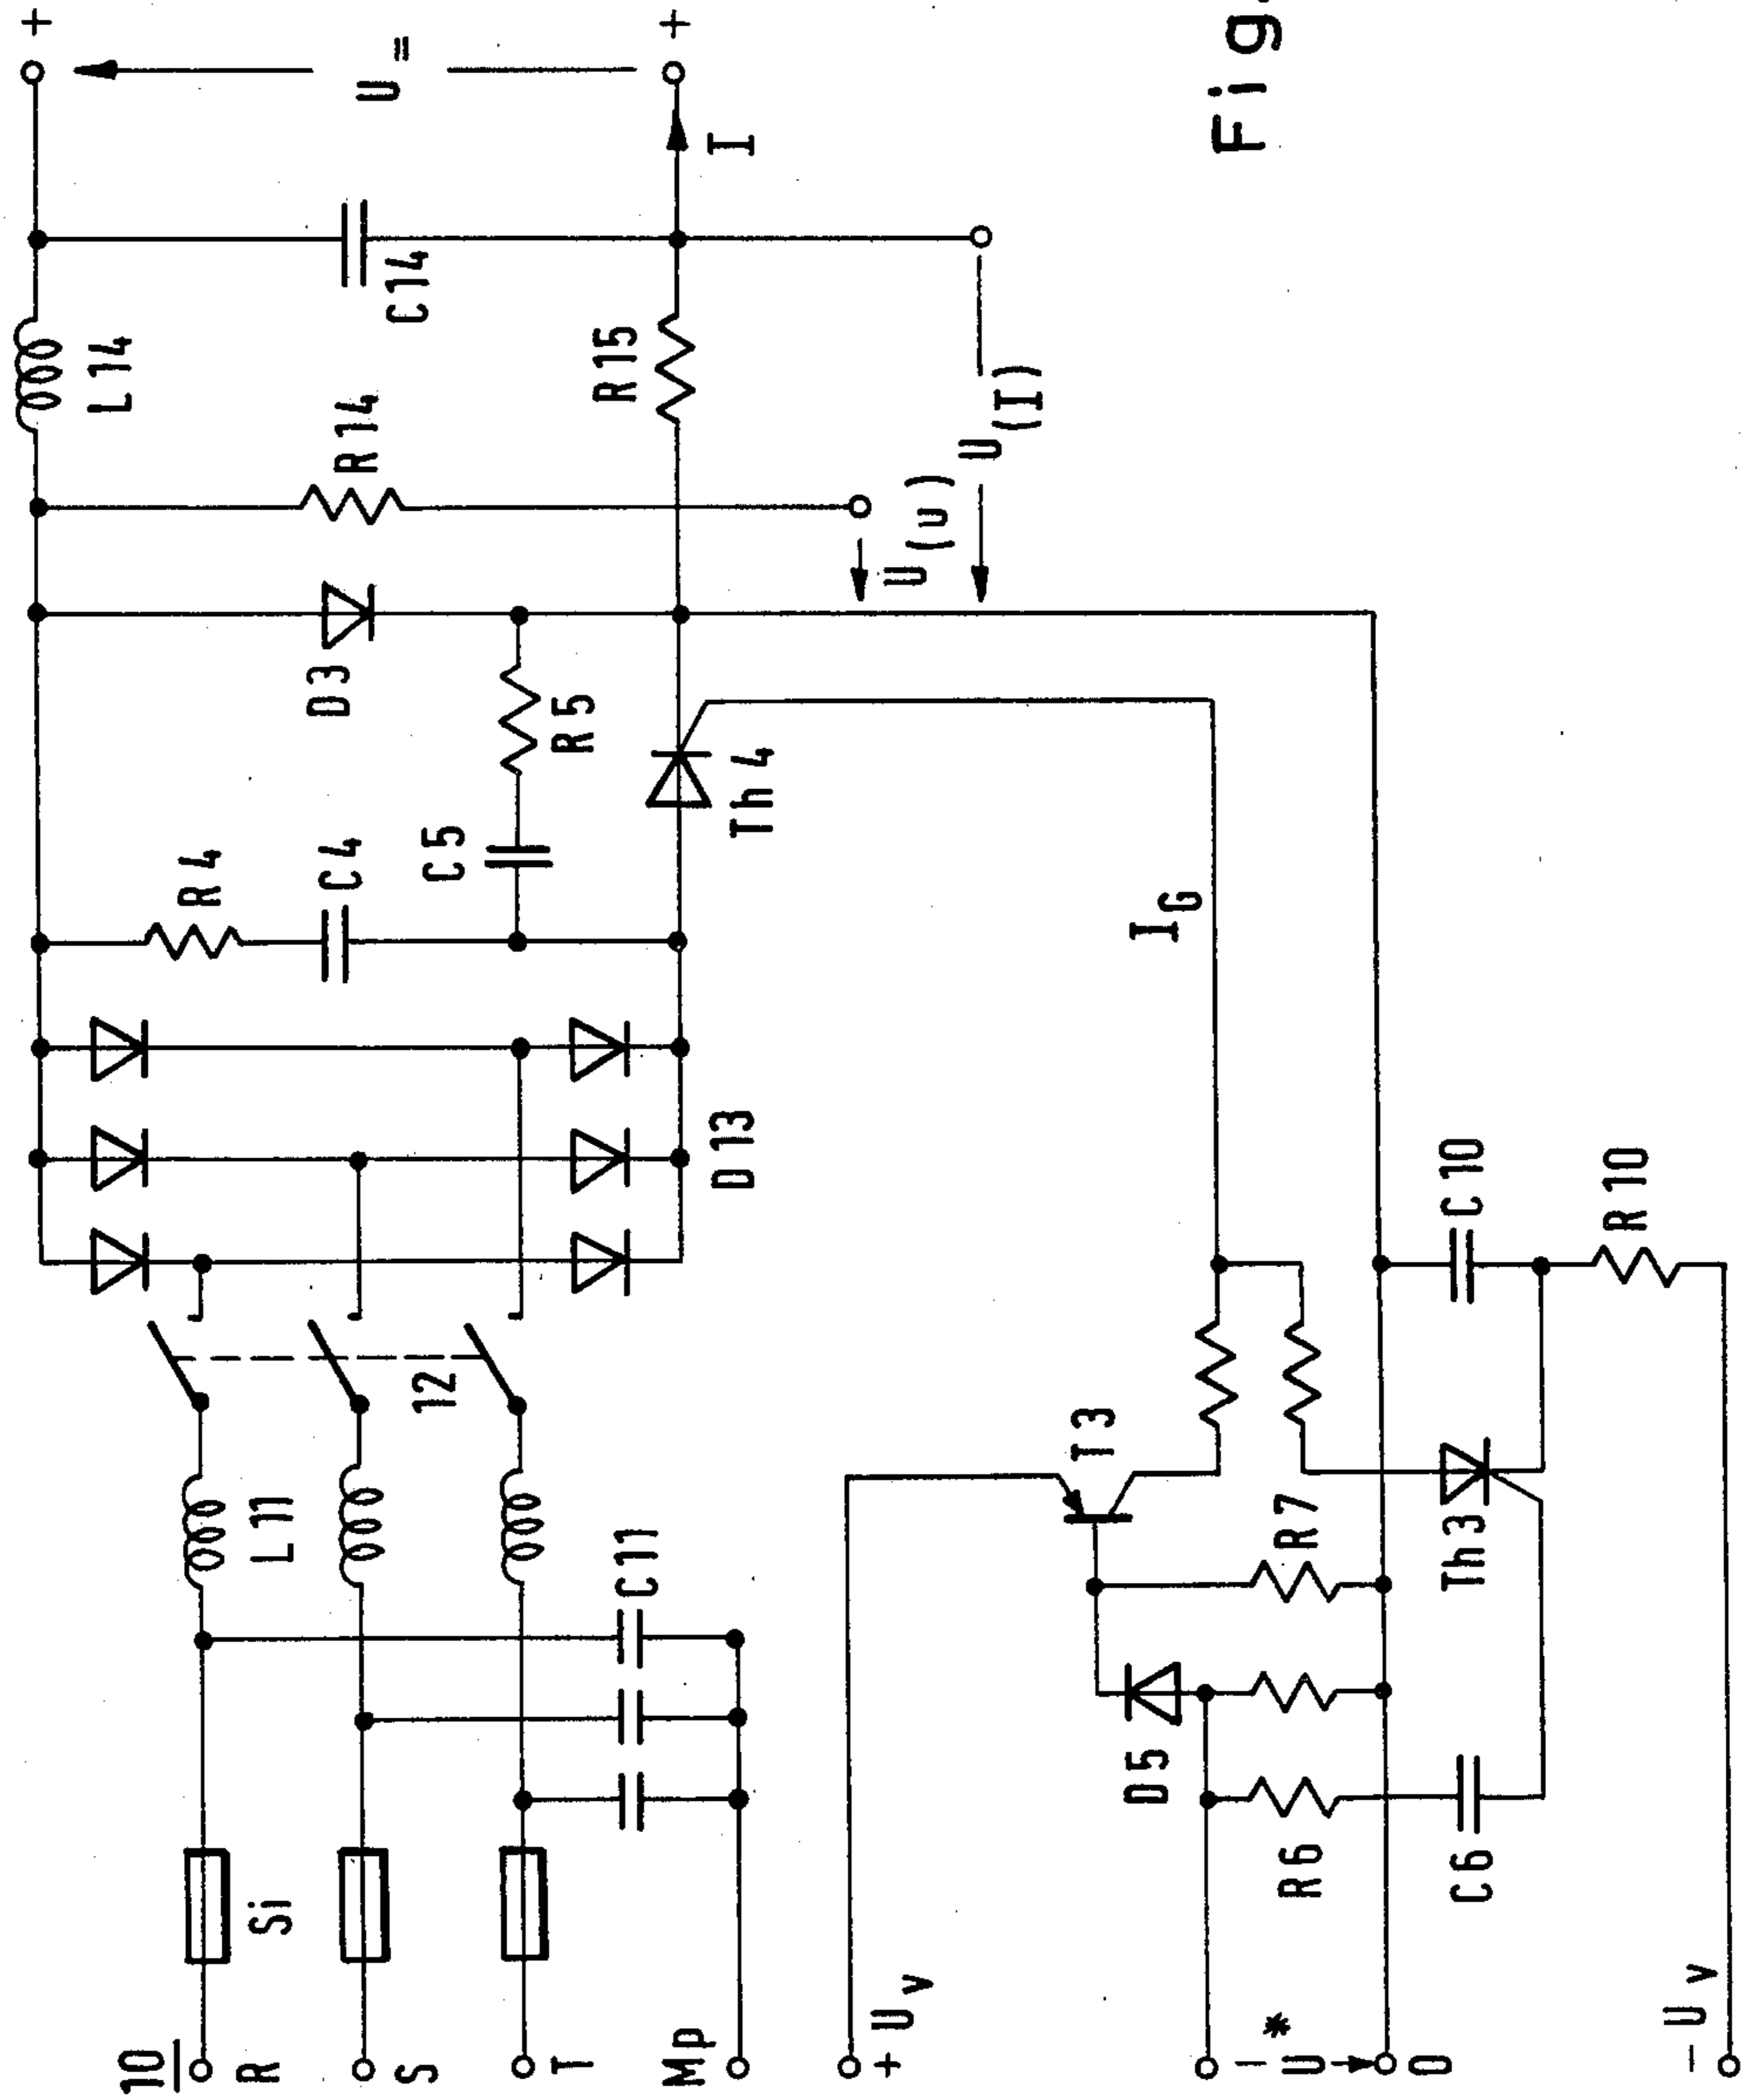 10
R
S
T
Mp
Si
L11
C11
12
D13
R4
C4
C5
R5
D3
Th4
R14
L14
C14
R15
U=
+
+
I
U(u)
U(I)
IG
+Uv
-U*
0
-Uv
D5
T3
R6
C6
R7
Th3
C10
R10
Fig.